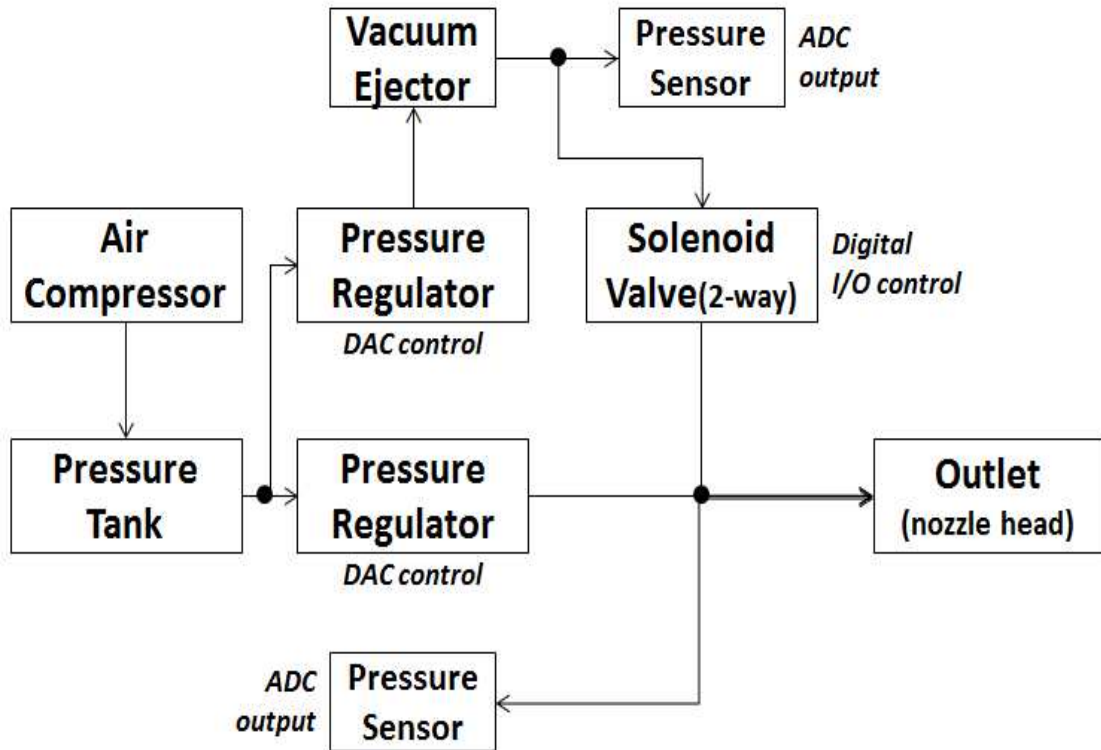 Vacuum
Ejector
Pressure
Sensor
ADC
output
Air
Compressor
Pressure
Regulator
DAC control
Solenoid
Valve(2-way)
Digital
I/O control
Pressure
Tank
Pressure
Regulator
DAC control
Outlet
(nozzle head)
ADC
output
Pressure
Sensor